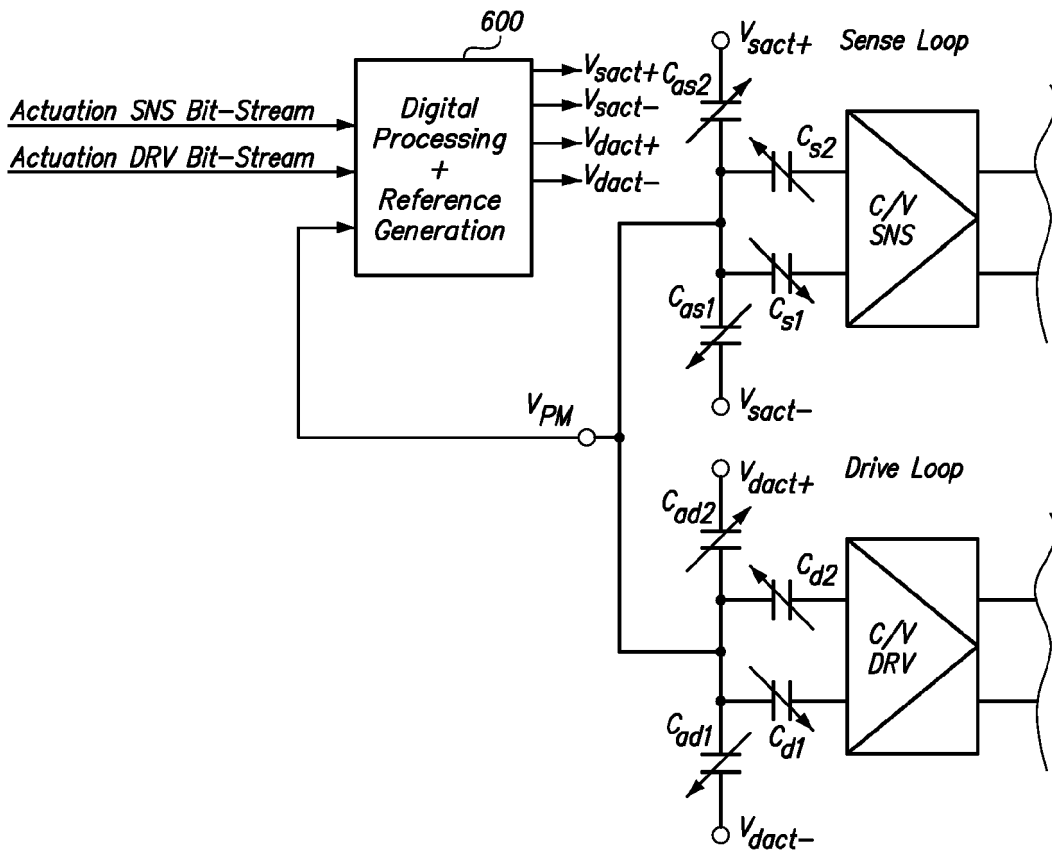 600
Actuation SNS Bit-Stream
Actuation DRV Bit-Stream
Digital
Processing
+
Reference
Generation
Vsact+
Vsact-
Vdact+
Vdact-
Vsact+
Sense Loop
Cas2
Cs2
C/V
SNS
Cas1
Cs1
Vsact-
VPM
Vdact+
Drive Loop
Cad2
Cd2
C/V
DRV
Cad1
Cd1
Vdact-